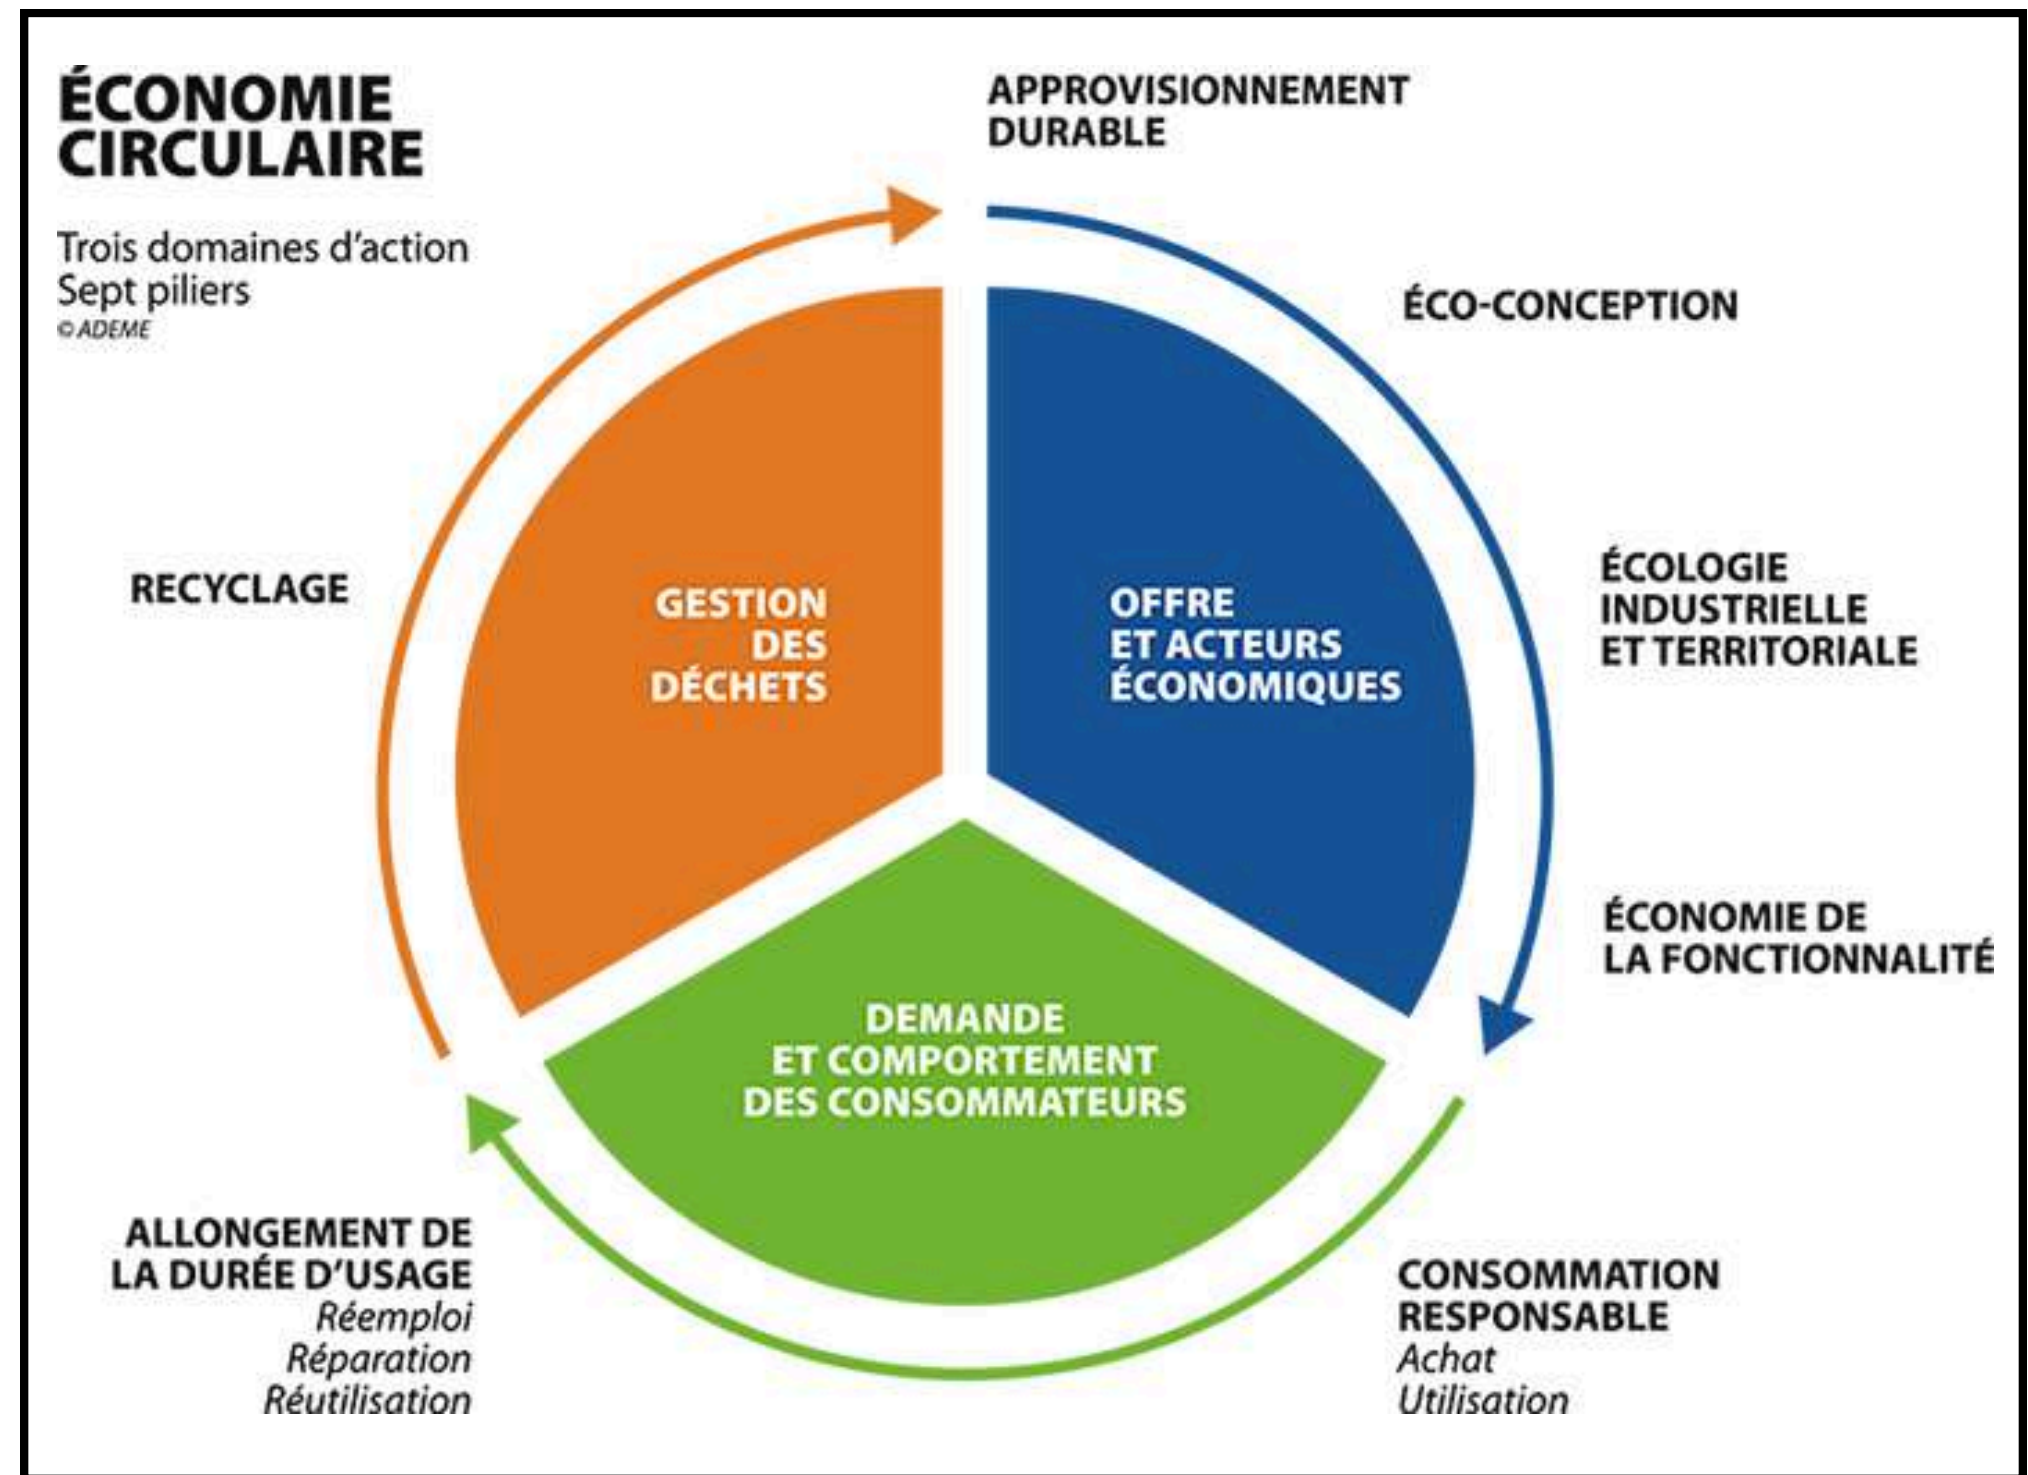 ÉCONOMIE
CIRCULAIRE
Trois domaines d'action
Sept piliers
© ADEME
APPROVISIONNEMENT
DURABLE
ÉCO-CONCEPTION
ÉCOLOGIE
INDUSTRIELLE
ET TERRITORIALE
ÉCONOMIE DE
LA FONCTIONNALITÉ
RECYCLAGE
GESTION
DES
DÉCHETS
OFFRE
ET ACTEURS
ÉCONOMIQUES
DEMANDE
ET COMPORTEMENT
DES CONSOMMATEURS
ALLONGEMENT DE
LA DURÉE D'USAGE
Réemploi
Réparation
Réutilisation
CONSOMMATION
RESPONSABLE
Achat
Utilisation